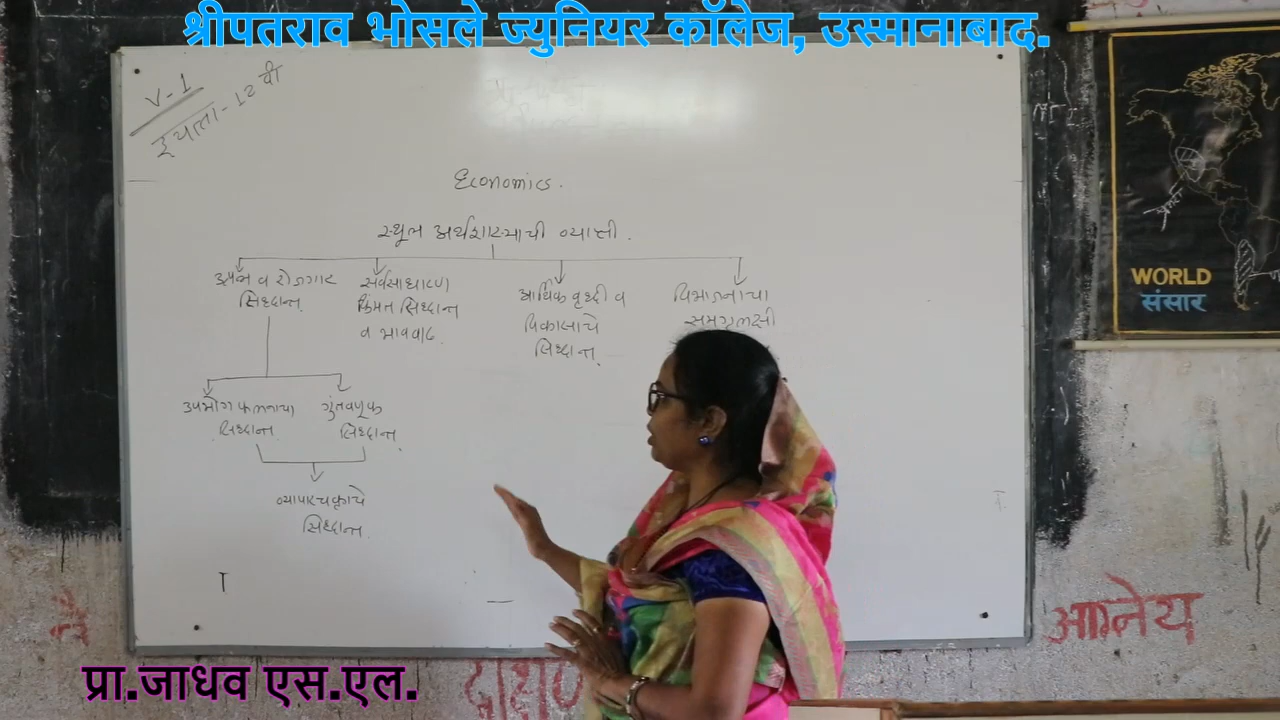 श्रीपतराव भोसले ज्युनियर कॉलेज, उस्मानाबाद.
V-1
इयत्ता-12 वी
Economics.
स्थूल अर्थशास्त्राची व्याप्ती.
उत्पन्न व रोजगार
सिध्दान्त
सर्वसाधारण
किंमत सिध्दान्त
व भाववाढ.
आर्थिक वृध्दी व
विकासाचे
सिध्दान्त.
विभाजनाचा
समग्रलक्षी
उपभोग फलनाचा
सिध्दान्त
गुंतवणूक
सिध्दान्त.
व्यापारचक्राचे
सिध्दान्त.
WORLD
संसार
आग्नेय
प्रा.जाधव एस.एल.